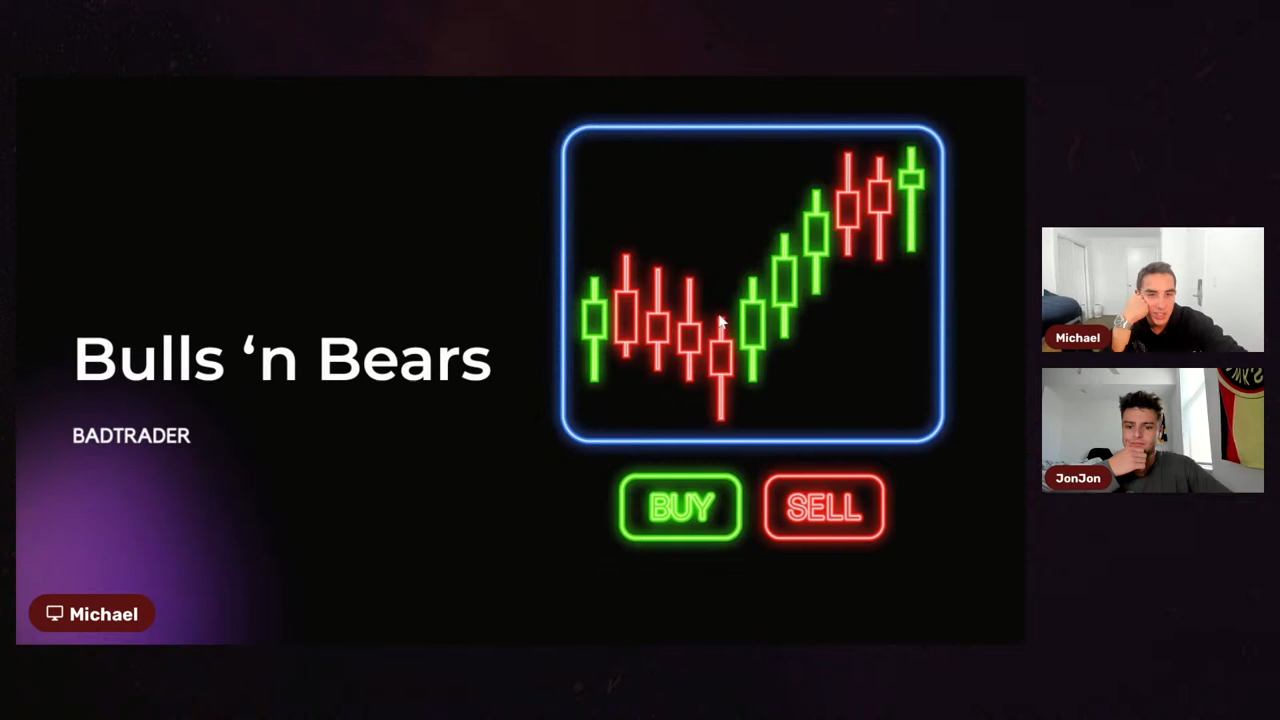 Bulls ‘n Bears
BADTRADER
BUY
SELL
Michael
Michael
JonJon